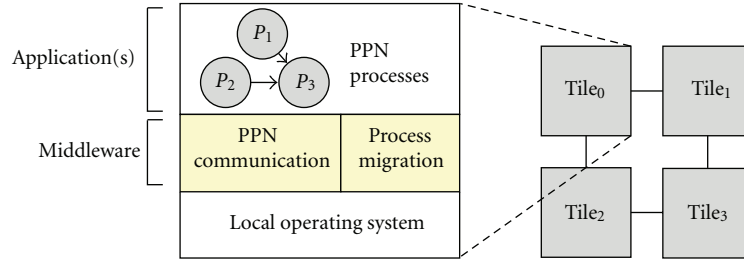 Application(s)
P1
P2
P3
PPN
processes
Middleware
PPN
communication
Process
migration
Local operating system
Tile0
Tile1
Tile2
Tile3